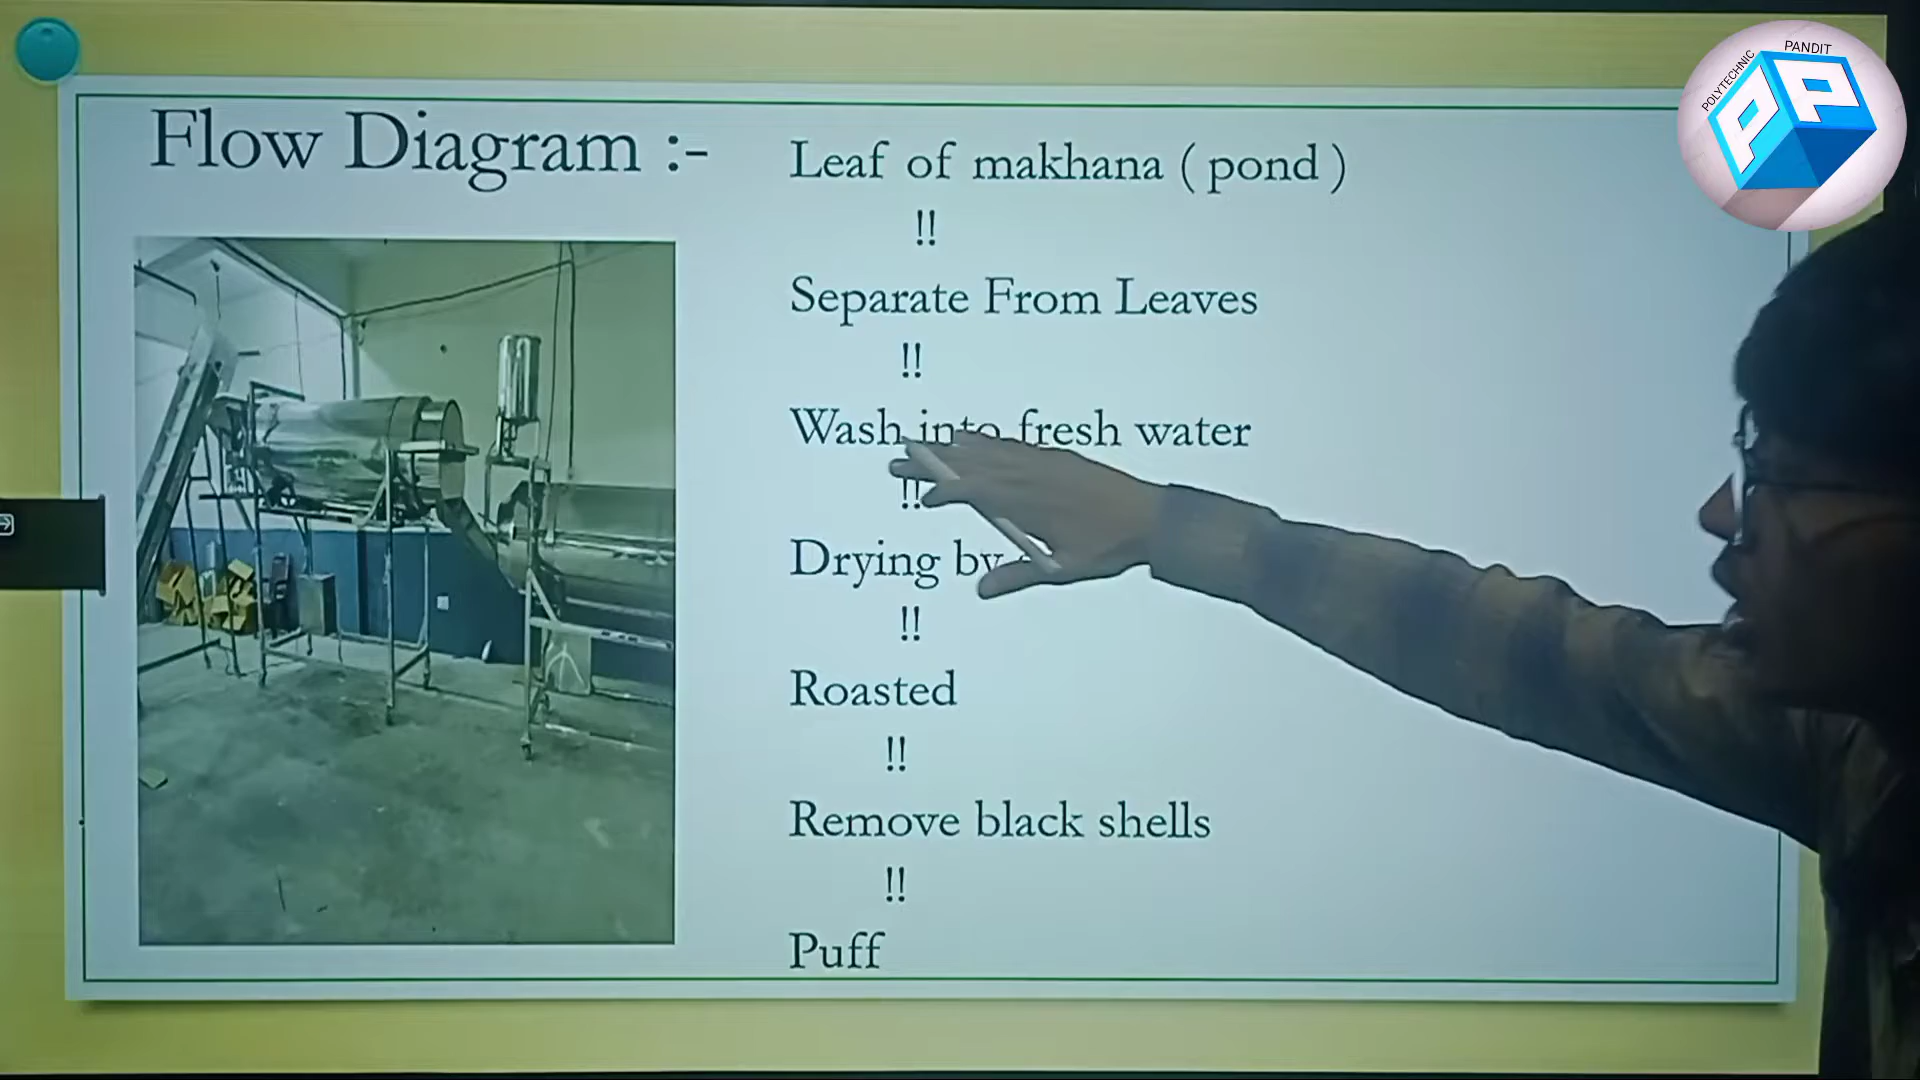 POLYTECHNIC PANDIT
PP
Flow Diagram :-
Leaf of makhana ( pond )
!!
Separate From Leaves
!!
Wash into fresh water
!!
Drying by
!!
Roasted
!!
Remove black shells
!!
Puff